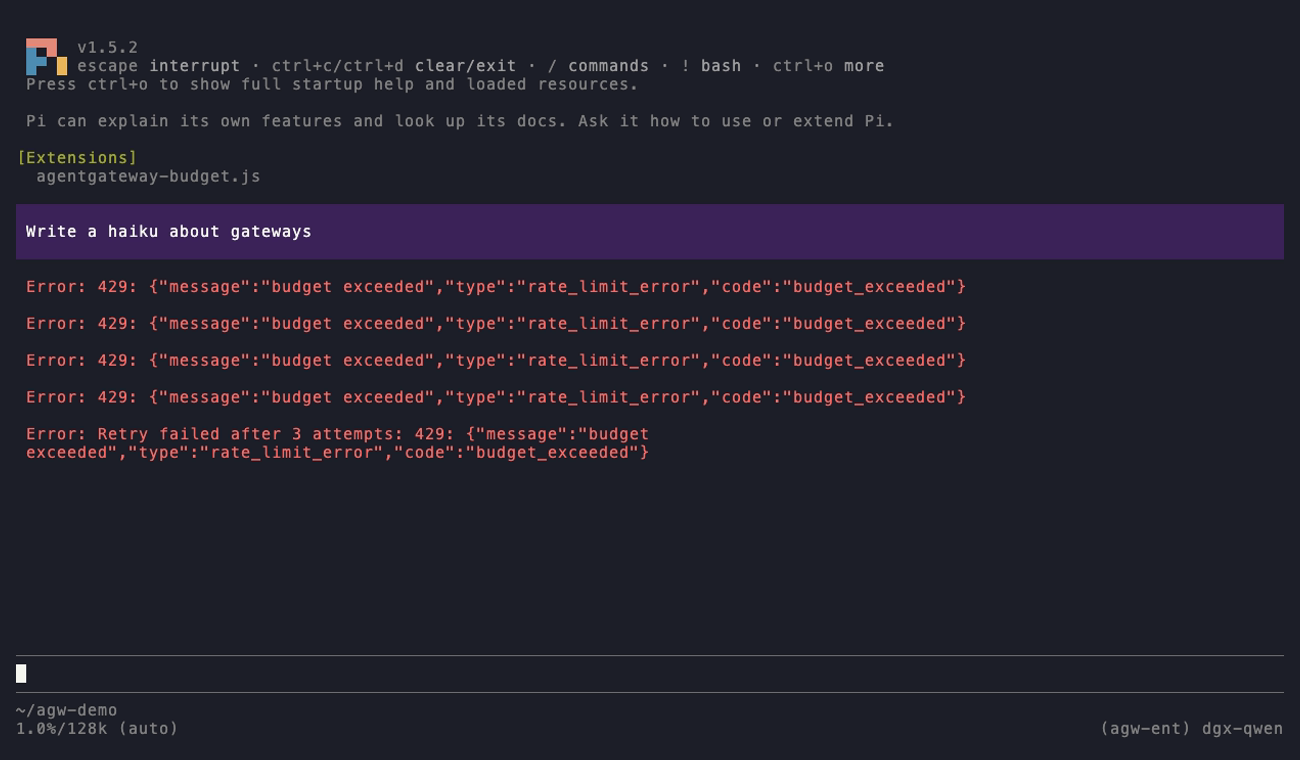 v1.5.2
escape interrupt · ctrl+c/ctrl+d clear/exit · / commands · ! bash · ctrl+o more
Press ctrl+o to show full startup help and loaded resources.
Pi can explain its own features and look up its docs. Ask it how to use or extend Pi.
[Extensions]
agentgateway-budget.js
Write a haiku about gateways
Error: 429: {"message":"budget exceeded","type":"rate_limit_error","code":"budget_exceeded"}
Error: 429: {"message":"budget exceeded","type":"rate_limit_error","code":"budget_exceeded"}
Error: 429: {"message":"budget exceeded","type":"rate_limit_error","code":"budget_exceeded"}
Error: 429: {"message":"budget exceeded","type":"rate_limit_error","code":"budget_exceeded"}
Error: Retry failed after 3 attempts: 429: {"message":"budget
exceeded","type":"rate_limit_error","code":"budget_exceeded"}
~/agw-demo
1.0%/128k (auto) (agw-ent) dgx-qwen